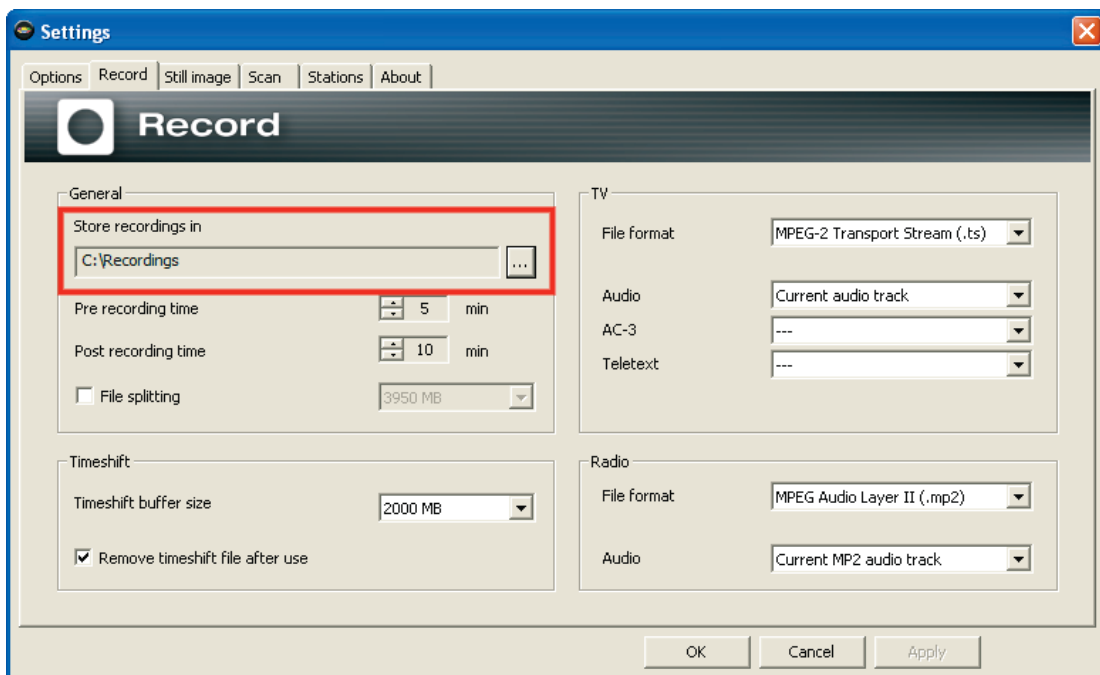 Settings
Options Record Still image Scan Stations About
Record
General
Store recordings in
C:\Recordings
...
Pre recording time 5 min
Post recording time 10 min
File splitting 3950 MB
Timeshift
Timeshift buffer size 2000 MB
Remove timeshift file after use
TV
File format MPEG-2 Transport Stream (.ts)
Audio Current audio track
AC-3 ---
Teletext ---
Radio
File format MPEG Audio Layer II (.mp2)
Audio Current MP2 audio track
OK Cancel Apply